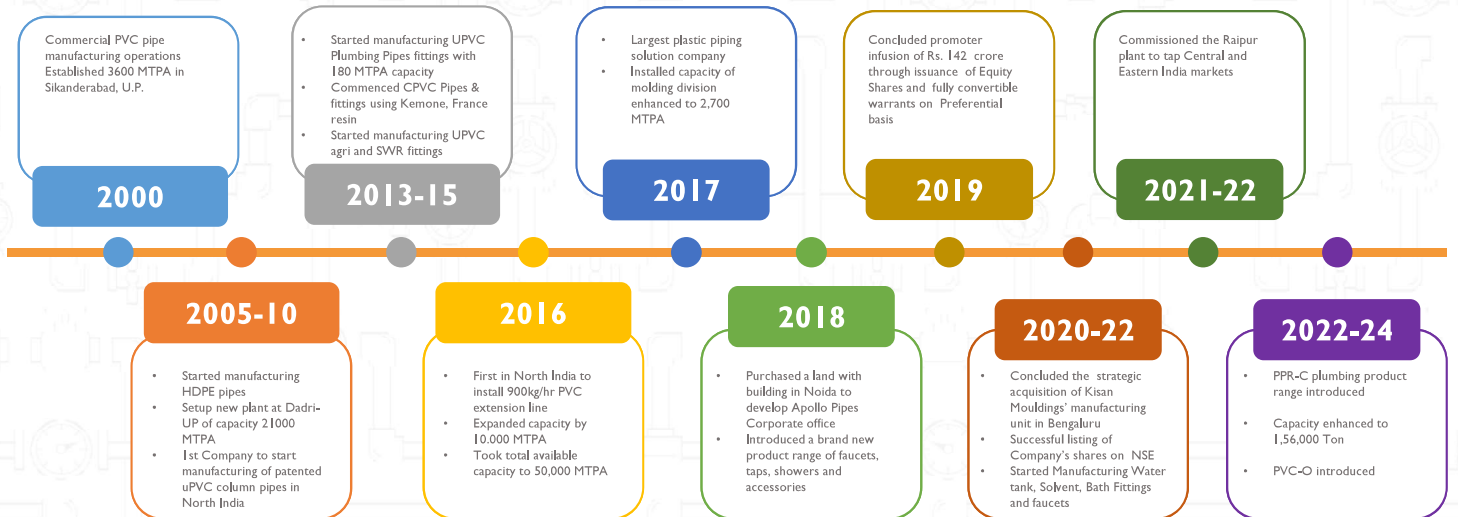 Commercial PVC pipe
manufacturing operations
Established 3600 MTPA in
Sikanderabad, U.P.
2000
• Started manufacturing UPVC
Plumbing Pipes fittings with
180 MTPA capacity
• Commenced CPVC Pipes &
fittings using Kemone, France
resin
• Started manufacturing UPVC
agri and SWR fittings
2013-15
• Largest plastic piping
solution company
• Installed capacity of
molding division
enhanced to 2,700
MTPA
2017
Concluded promoter
infusion of Rs. 142 crore
through issuance of Equity
Shares and fully convertible
warrants on Preferential
basis
2019
Commissioned the Raipur
plant to tap Central and
Eastern India markets
2021-22
2005-10
• Started manufacturing
HDPE pipes
• Setup new plant at Dadri-
UP of capacity 21000
MTPA
• 1st Company to start
manufacturing of patented
uPVC column pipes in
North India
2016
• First in North India to
install 900kg/hr PVC
extension line
• Expanded capacity by
10.000 MTPA
• Took total available
capacity to 50,000 MTPA
2018
• Purchased a land with
building in Noida to
develop Apollo Pipes
Corporate office
• Introduced a brand new
product range of faucets,
taps, showers and
accessories
2020-22
• Concluded the strategic
acquisition of Kisan
Mouldings' manufacturing
unit in Bengaluru
• Successful listing of
Company's shares on NSE
• Started Manufacturing Water
tank, Solvent, Bath Fittings
and faucets
2022-24
• PPR-C plumbing product
range introduced
• Capacity enhanced to
1,56,000 Ton
• PVC-O introduced